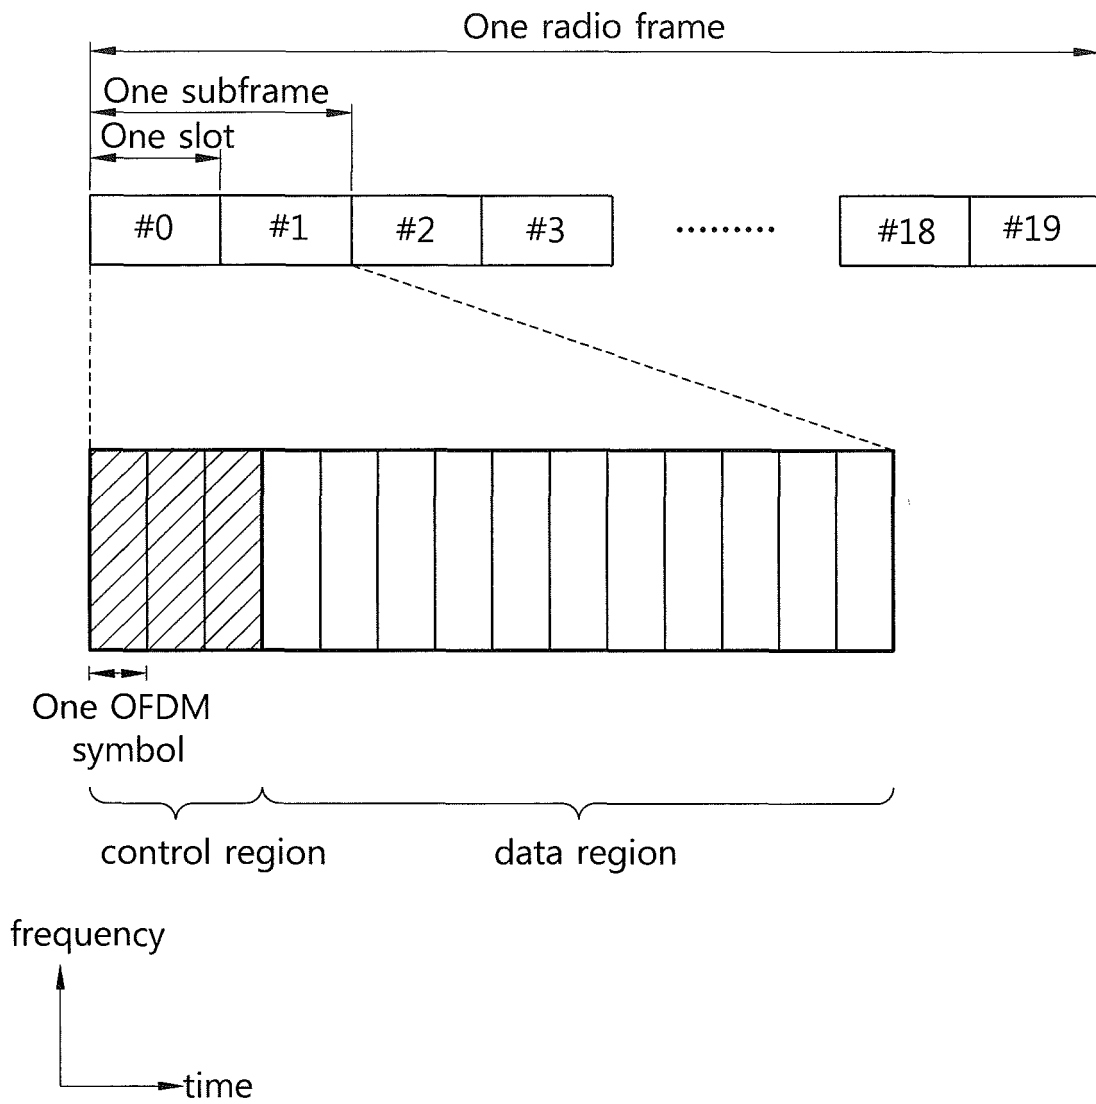 One radio frame
One subframe
One slot
#0 #1 #2 #3 ......... #18 #19
One OFDM
symbol
control region data region
frequency
time